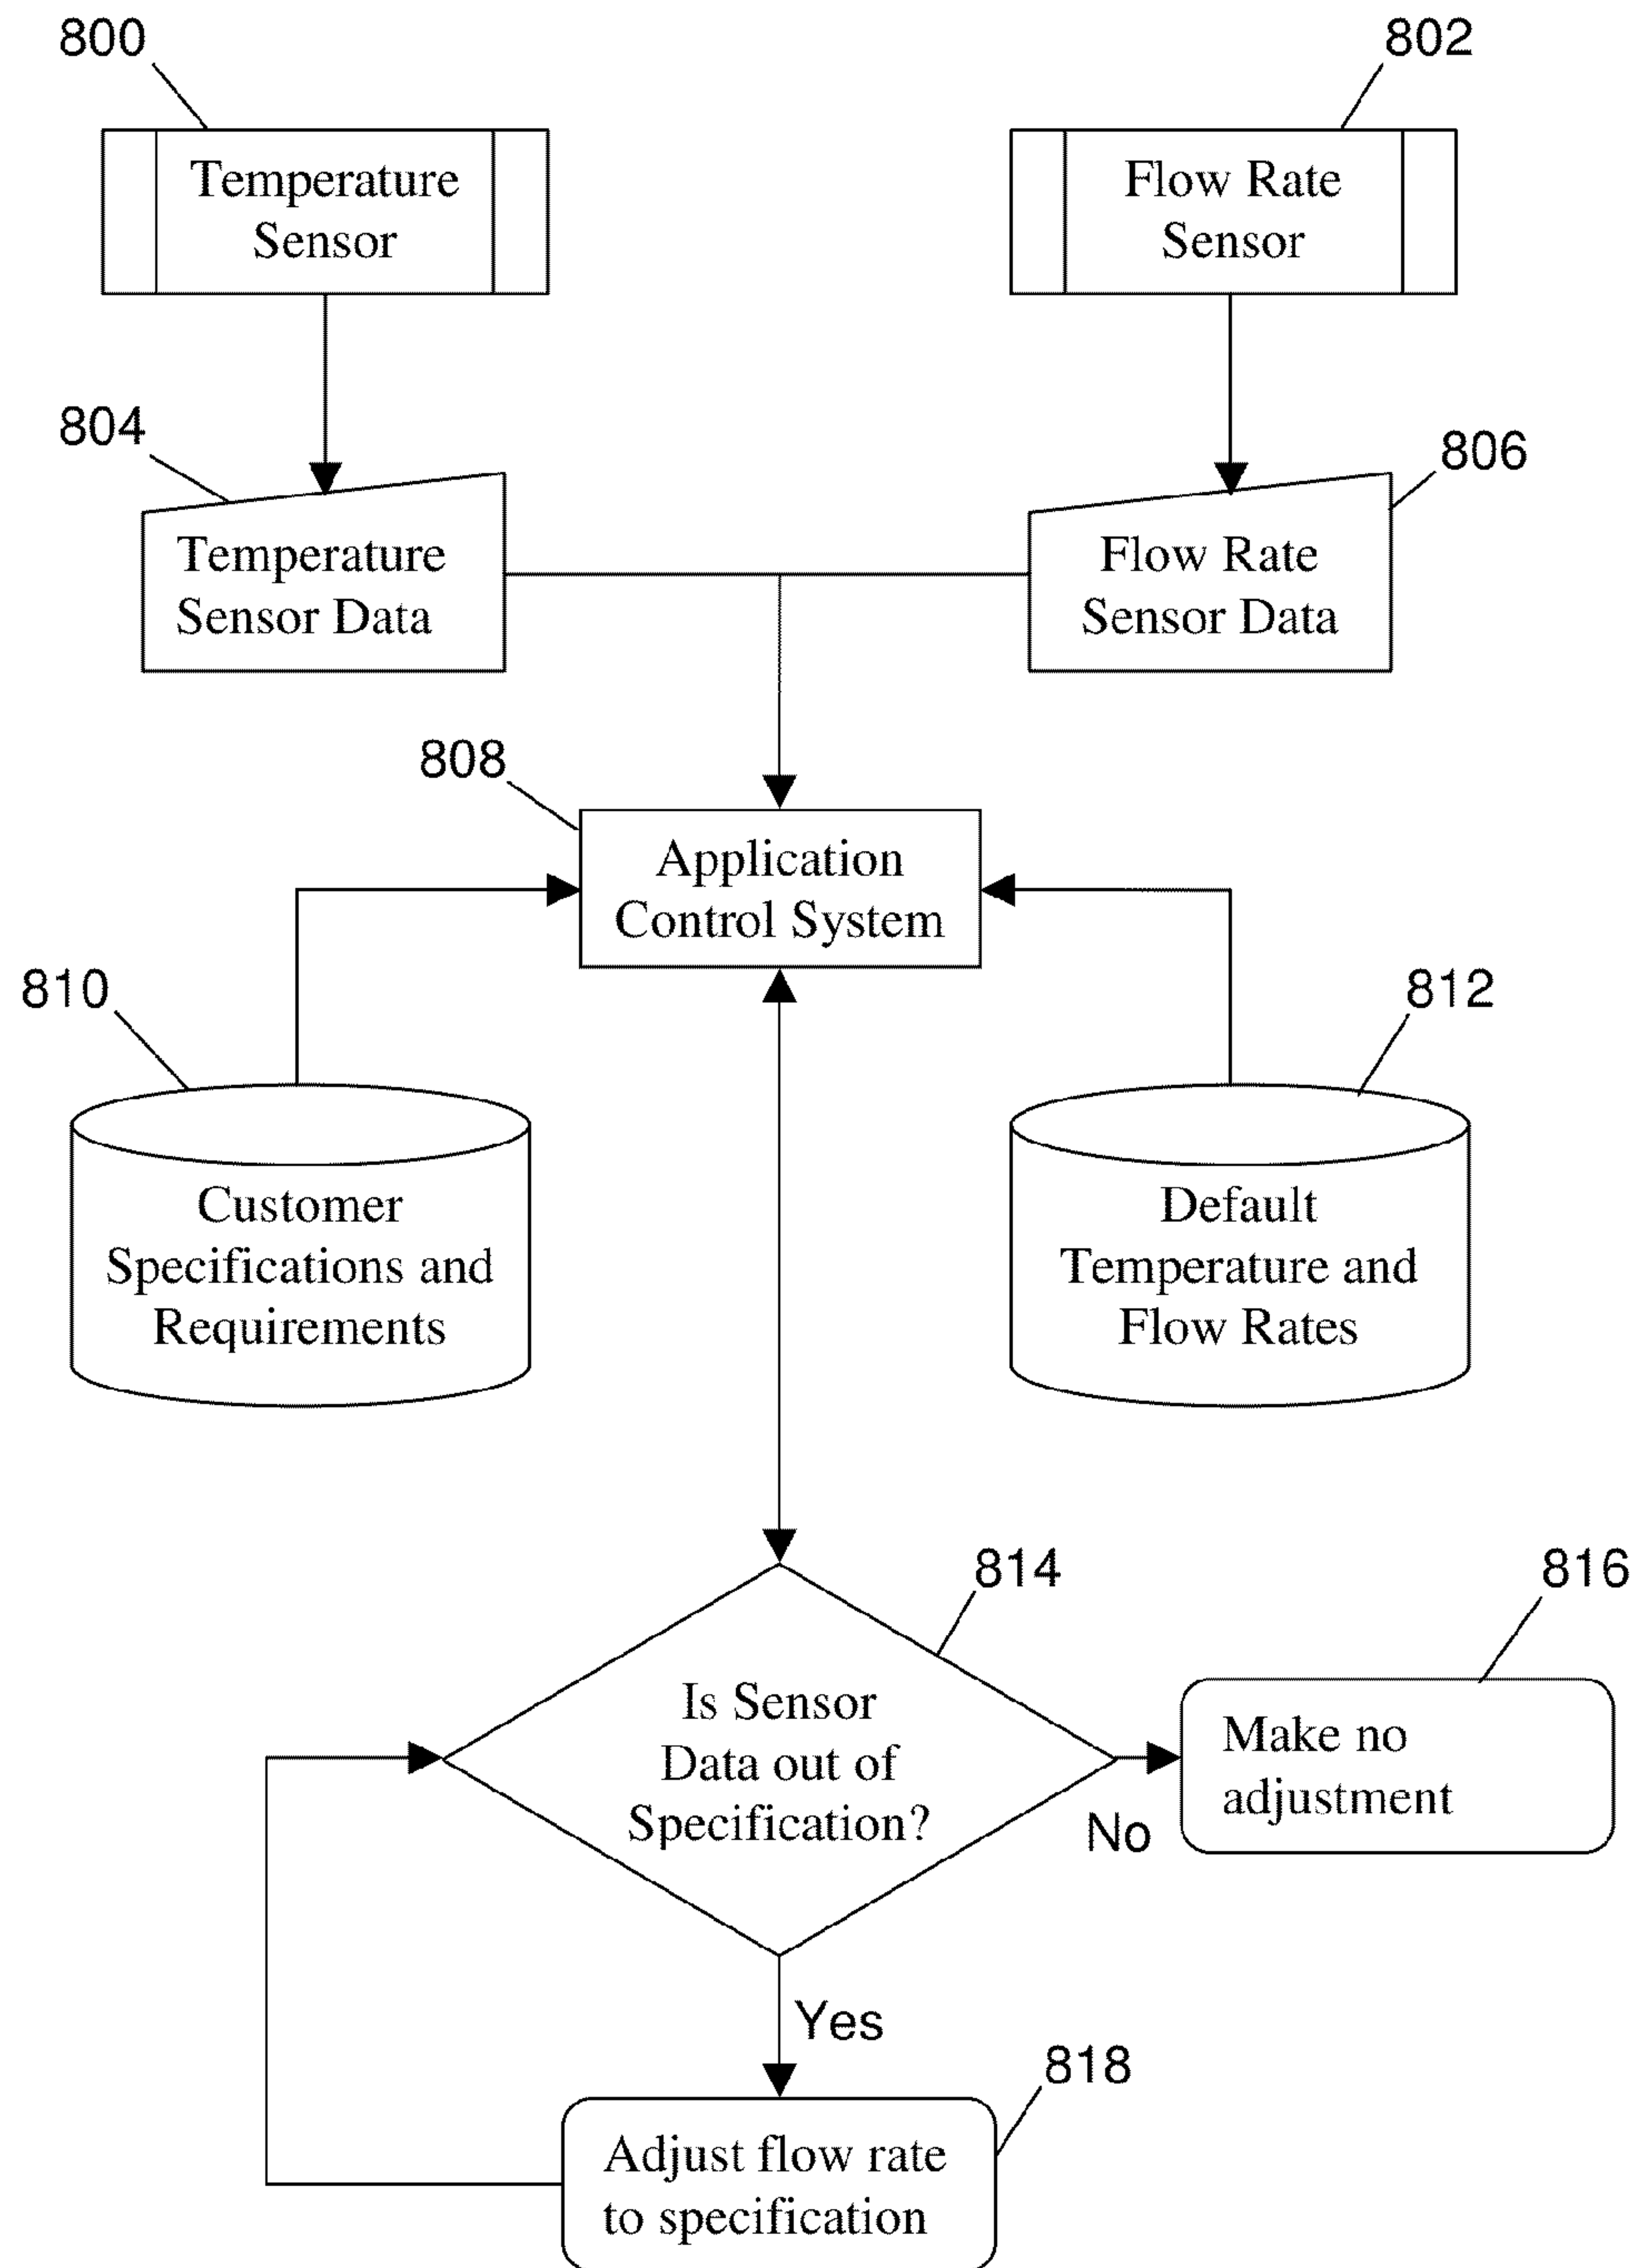 800
802
Temperature
Sensor
Flow Rate
Sensor
804
806
Temperature
Sensor Data
Flow Rate
Sensor Data
808
Application
Control System
810
812
Customer
Specifications and
Requirements
Default
Temperature and
Flow Rates
814
816
Is Sensor
Data out of
Specification?
Make no
adjustment
No
Yes
818
Adjust flow rate
to specification